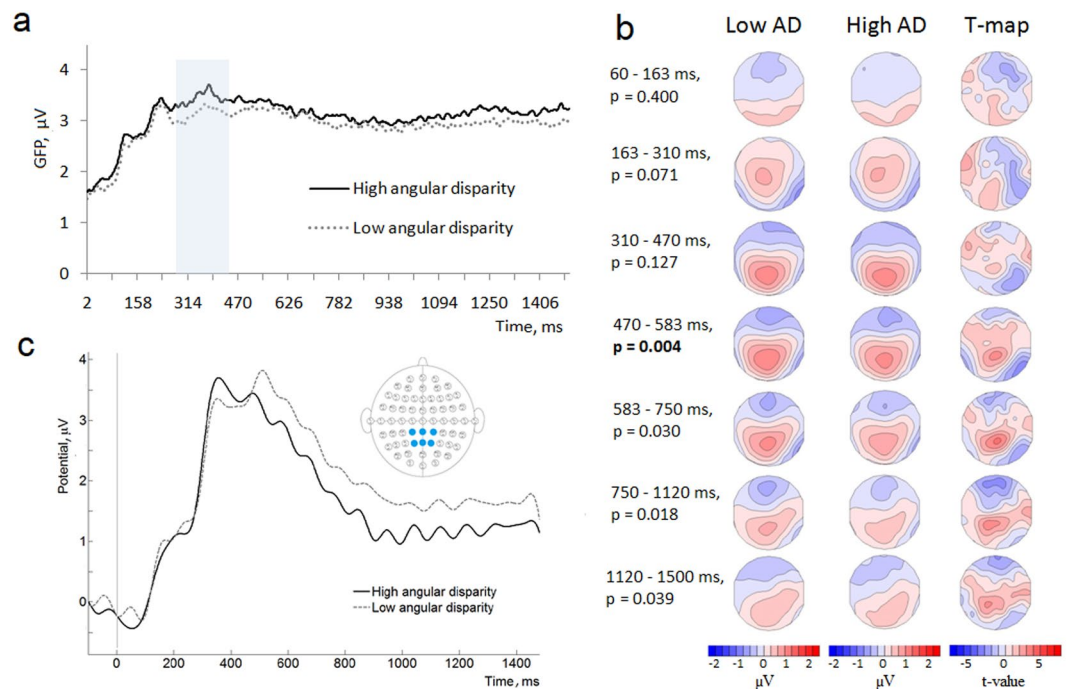 a
4
3
2
1
0
GFP, µV
High angular disparity
Low angular disparity
2 158 314 470 626 782 938 1094 1250 1406
Time, ms
b
Low AD High AD T-map
60 - 163 ms,
p = 0.400
163 - 310 ms,
p = 0.071
310 - 470 ms,
p = 0.127
470 - 583 ms,
p = 0.004
583 - 750 ms,
p = 0.030
750 - 1120 ms,
p = 0.018
1120 - 1500 ms,
p = 0.039
-2 -1 0 1 2
µV
-2 -1 0 1 2
µV
-5 0 5
t-value
c
4
3
2
1
0
Potential, µV
High angular disparity
Low angular disparity
0 200 400 600 800 1000 1200 1400
Time, ms